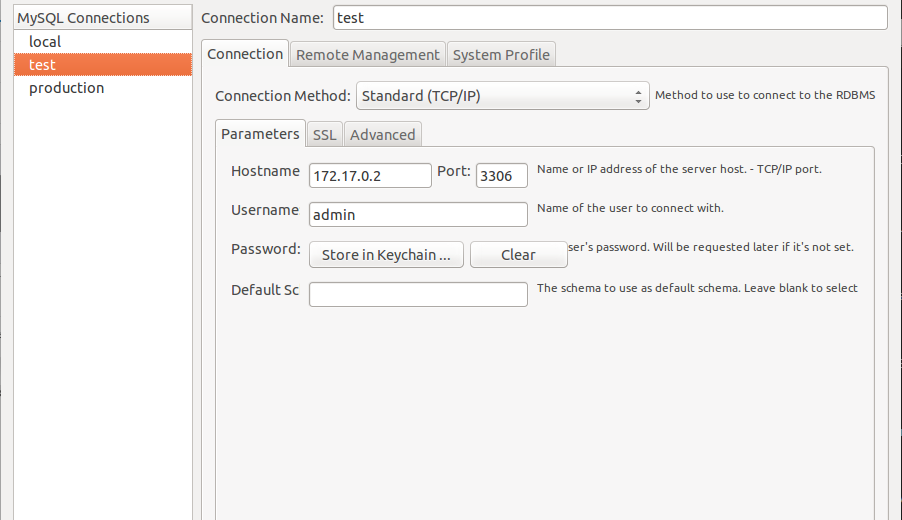 MySQL Connections
local
test
production
Connection Name: test
Connection Remote Management System Profile
Connection Method: Standard (TCP/IP) Method to use to connect to the RDBMS
Parameters SSL Advanced
Hostname 172.17.0.2 Port: 3306 Name or IP address of the server host. - TCP/IP port.
Username admin Name of the user to connect with.
Password: Store in Keychain ... Clear ser's password. Will be requested later if it's not set.
Default Sc The schema to use as default schema. Leave blank to select